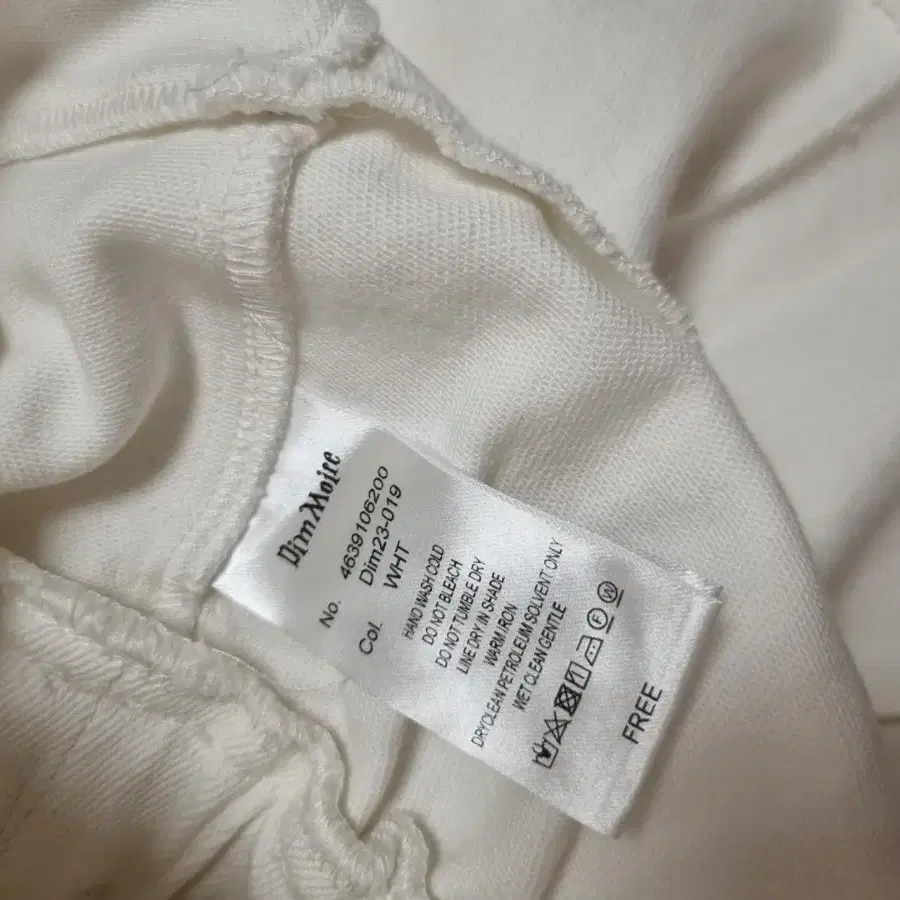 Dim Mojee
No. 4639106200
Dim23-019
Col. WHT
HAND WASH COLD
DO NOT BLEACH
DO NOT TUMBLE DRY
LINE DRY IN SHADE
WARM IRON
DRYCLEAN PETROLEUM SOLVENT ONLY
WET CLEAN GENTLE
F W
FREE